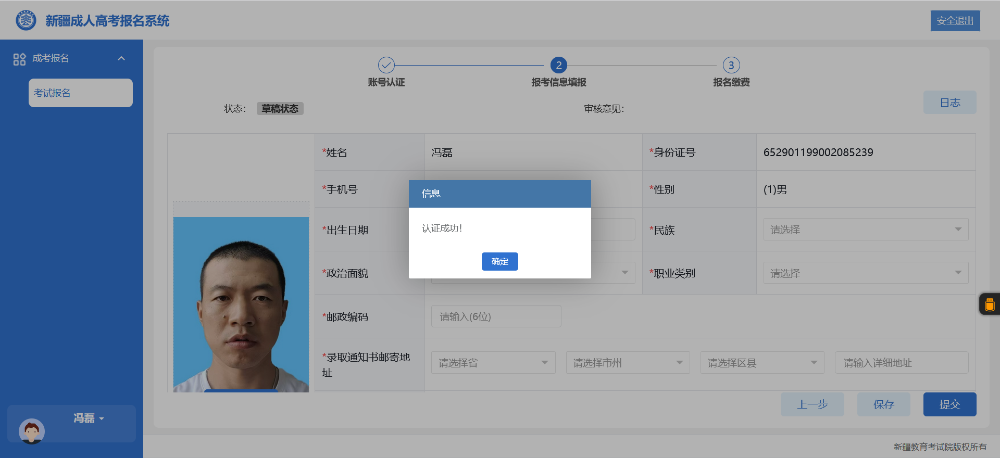 新疆成人高考报名系统
安全退出
成考报名
考试报名
2
3
账号认证
报考信息填报
报名缴费
状态：
草稿状态
审核意见：
日志
*姓名
冯磊
*身份证号
652901199002085239
*手机号
*性别
(1)男
信息
认证成功！
确定
*出生日期
*民族
请选择
*政治面貌
*职业类别
请选择
*邮政编码
请输入(6位)
*录取通知书邮寄地
址
请选择省
请选择市州
请选择区县
请输入详细地址
上一步
保存
提交
冯磊
新疆教育考试院版权所有